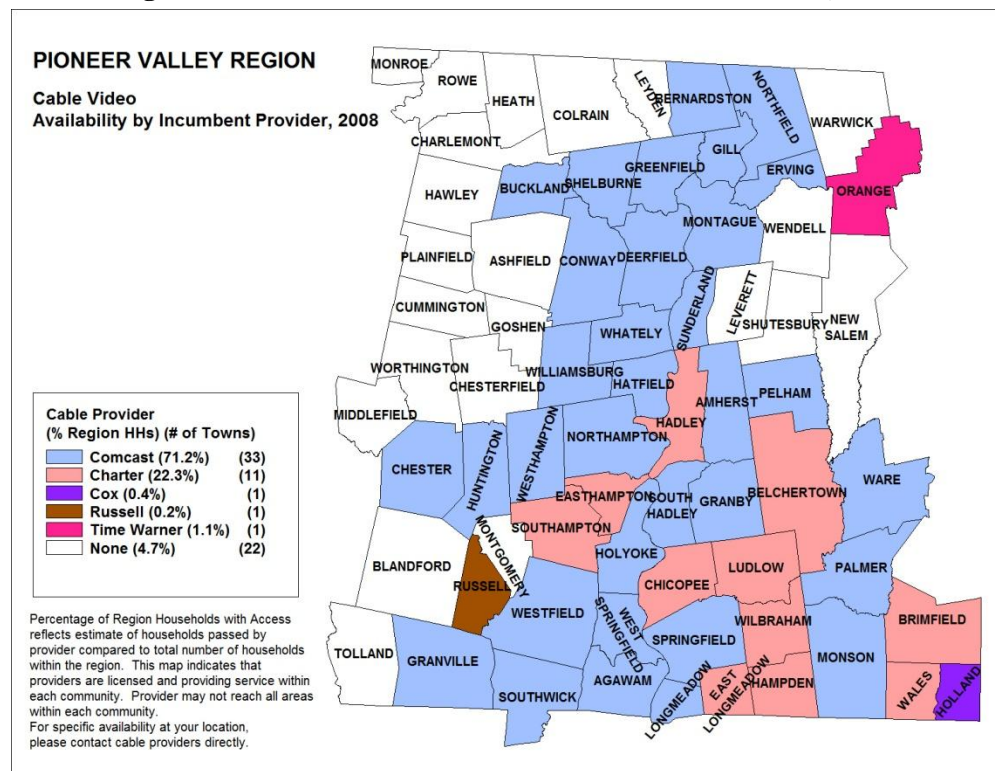 PIONEER VALLEY REGION
Cable Video
Availability by Incumbent Provider, 2008
MONROE
ROWE
HEATH
COLRAIN
LEYDEN
BERNARDSTON
NORTHFIELD
WARWICK
CHARLEMONT
GILL
GREENFIELD
ERVING
HAWLEY
BUCKLAND
SHELBURNE
ORANGE
MONTAGUE
WENDELL
PLAINFIELD
ASHFIELD
CONWAY
DEERFIELD
SUNDERLAND
LEVERETT
CUMMINGTON
GOSHEN
WHATELY
SHUTESBURY
NEW
SALEM
WORTHINGTON
CHESTERFIELD
WILLIAMSBURG
HATFIELD
AMHERST
PELHAM
MIDDLEFIELD
HADLEY
NORTHAMPTON
WESTHAMPTON
HUNTINGTON
CHESTER
EASTHAMPTON
SOUTH
HADLEY
GRANBY
BELCHERTOWN
WARE
SOUTHAMPTON
MONTGOMERY
HOLYOKE
BLANDFORD
RUSSELL
CHICOPEE
LUDLOW
PALMER
WESTFIELD
WEST
SPRINGFIELD
SPRINGFIELD
WILBRAHAM
BRIMFIELD
TOLLAND
GRANVILLE
SOUTHWICK
AGAWAM
LONGMEADOW
EAST
LONGMEADOW
HAMPDEN
MONSON
WALES
HOLLAND
Cable Provider
(% Region HHs) (# of Towns)
Comcast (71.2%) (33)
Charter (22.3%) (11)
Cox (0.4%) (1)
Russell (0.2%) (1)
Time Warner (1.1%) (1)
None (4.7%) (22)
Percentage of Region Households with Access
reflects estimate of households passed by
provider compared to total number of households
within the region. This map indicates that
providers are licensed and providing service within
each community. Provider may not reach all areas
within each community.
For specific availability at your location,
please contact cable providers directly.